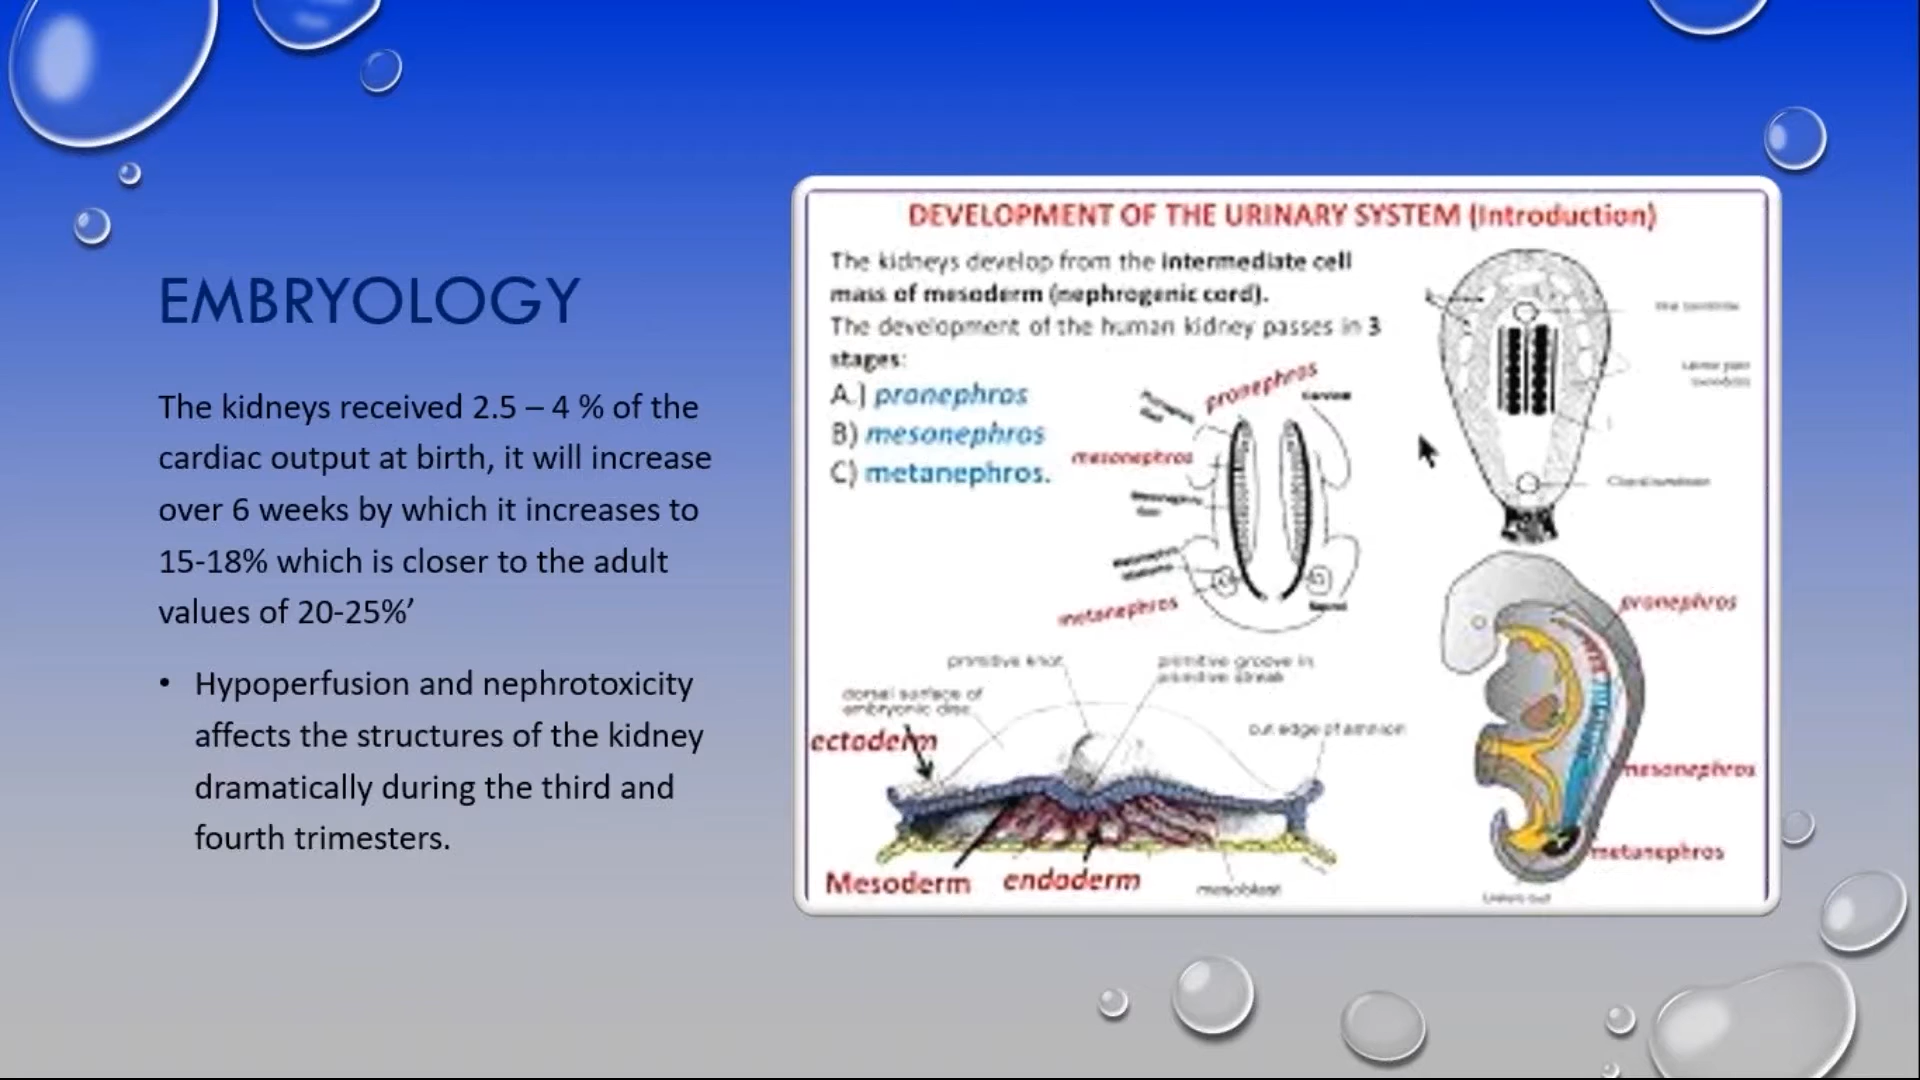 EMBRYOLOGY
The kidneys received 2.5 – 4 % of the
cardiac output at birth, it will increase
over 6 weeks by which it increases to
15-18% which is closer to the adult
values of 20-25%’
• Hypoperfusion and nephrotoxicity
affects the structures of the kidney
dramatically during the third and
fourth trimesters.
DEVELOPMENT OF THE URINARY SYSTEM (Introduction)
The kidneys develop from the intermediate cell
mass of mesoderm (nephrogenic cord).
The development of the human kidney passes in 3
stages:
A.) pronephros
B) mesonephros
C) metanephros.
pronephros
mesonephros
metanephros
primitive knot
primitive groove in
primitive streak
dorsal surface of
embryonic disc
cut edge of amnion
ectoderm
Mesoderm
endoderm
mesoblast
pronephros
mesonephros
metanephros